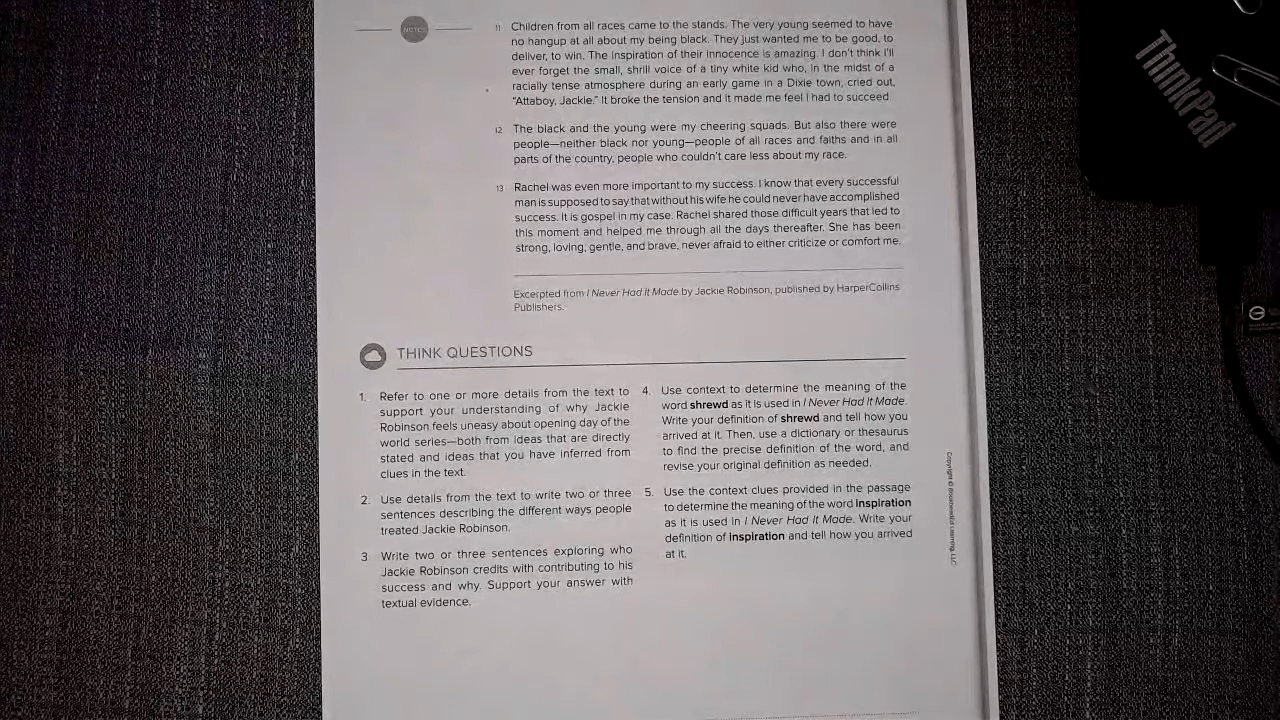 NOTES
11 Children from all races came to the stands. The very young seemed to have
no hangup at all about my being black. They just wanted me to be good, to
deliver, to win. The inspiration of their innocence is amazing. I don't think I'll
ever forget the small, shrill voice of a tiny white kid who, in the midst of a
racially tense atmosphere during an early game in a Dixie town, cried out,
"Attaboy, Jackie." It broke the tension and it made me feel I had to succeed.
12 The black and the young were my cheering squads. But also there were
people—neither black nor young—people of all races and faiths and in all
parts of the country, people who couldn't care less about my race.
13 Rachel was even more important to my success. I know that every successful
man is supposed to say that without his wife he could never have accomplished
success. It is gospel in my case. Rachel shared those difficult years that led to
this moment and helped me through all the days thereafter. She has been
strong, loving, gentle, and brave, never afraid to either criticize or comfort me.
Excerpted from I Never Had It Made by Jackie Robinson, published by HarperCollins
Publishers.
THINK QUESTIONS
1. Refer to one or more details from the text to
support your understanding of why Jackie
Robinson feels uneasy about opening day of the
world series—both from ideas that are directly
stated and ideas that you have inferred from
clues in the text.
2. Use details from the text to write two or three
sentences describing the different ways people
treated Jackie Robinson.
3. Write two or three sentences exploring who
Jackie Robinson credits with contributing to his
success and why. Support your answer with
textual evidence.
4. Use context to determine the meaning of the
word shrewd as it is used in I Never Had It Made.
Write your definition of shrewd and tell how you
arrived at it. Then, use a dictionary or thesaurus
to find the precise definition of the word, and
revise your original definition as needed.
5. Use the context clues provided in the passage
to determine the meaning of the word inspiration
as it is used in I Never Had It Made. Write your
definition of inspiration and tell how you arrived
at it.
Copyright © BookheadEd Learning, LLC
ThinkPad